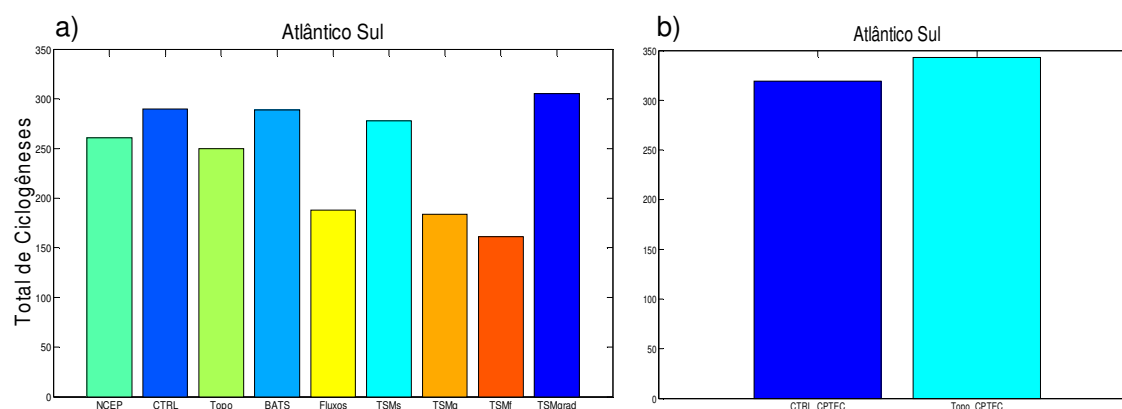 a)
Atlântico Sul
350
300
250
200
150
100
50
0
Total de Ciclogêneses
NCEP CTRL Topo BATS Fluxos TSMs TSMq TSMf TSMgrad
b)
Atlântico Sul
350
300
250
200
150
100
50
0
CTRL_CPTEC Topo_CPTEC